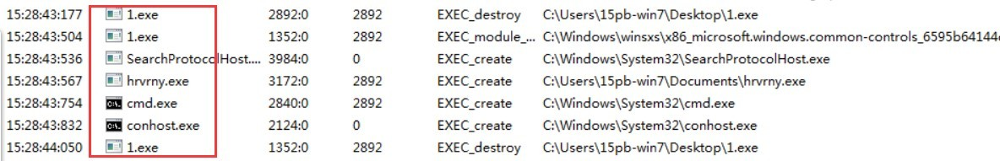 15:28:43:177 1.exe 2892:0 2892 EXEC_destroy C:\Users\15pb-win7\Desktop\1.exe
15:28:43:504 1.exe 1352:0 2892 EXEC_module_... C:\Windows\winsxs\x86_microsoft.windows.common-controls_6595b64144
15:28:43:536 SearchProtocolHost.... 3984:0 0 EXEC_create C:\Windows\System32\SearchProtocolHost.exe
15:28:43:567 hrvrny.exe 3172:0 2892 EXEC_create C:\Users\15pb-win7\Documents\hrvrny.exe
15:28:43:754 cmd.exe 2840:0 2892 EXEC_create C:\Windows\System32\cmd.exe
15:28:43:832 conhost.exe 2124:0 0 EXEC_create C:\Windows\System32\conhost.exe
15:28:44:050 1.exe 1352:0 2892 EXEC_destroy C:\Users\15pb-win7\Desktop\1.exe